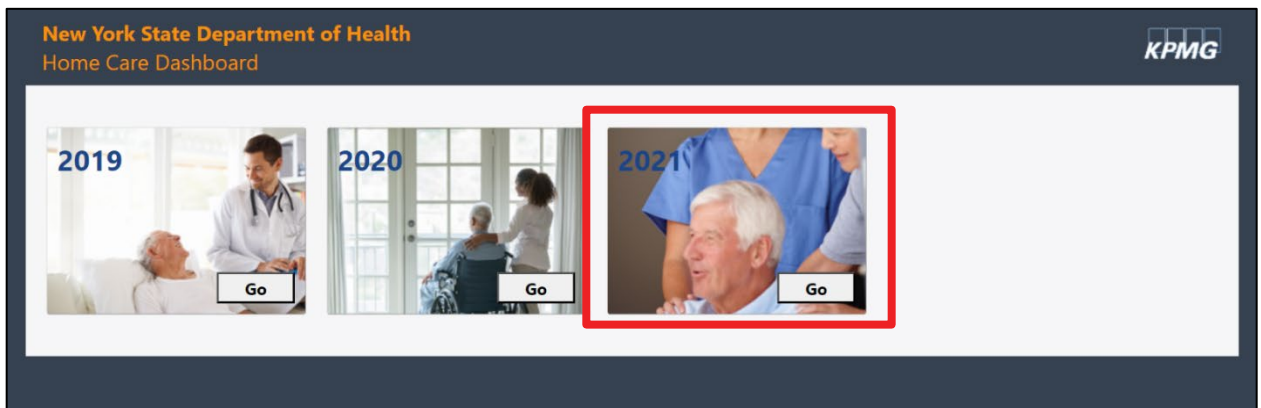 New York State Department of Health
Home Care Dashboard
KPMG
2019
2020
2021
Go
Go
Go